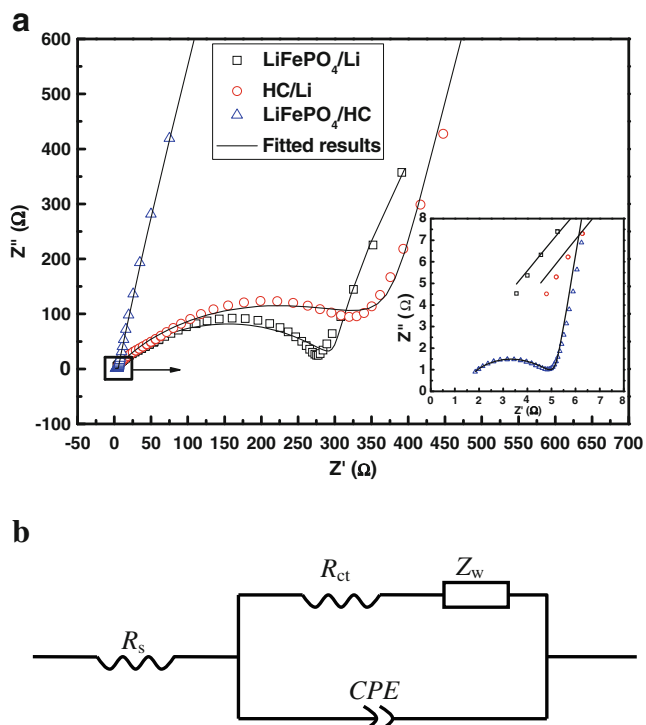 a
600
500
400
300
200
100
0
-100
Z'' (Ω)
-50 0 50 100 150 200 250 300 350 400 450 500 550 600 650 700
Z' (Ω)
LiFePO₄/Li
HC/Li
LiFePO₄/HC
Fitted results
8
7
6
5
4
3
2
1
0
Z'' (Ω)
0 1 2 3 4 5 6 7 8
Z' (Ω)
b
Rct Zw
Rs
CPE